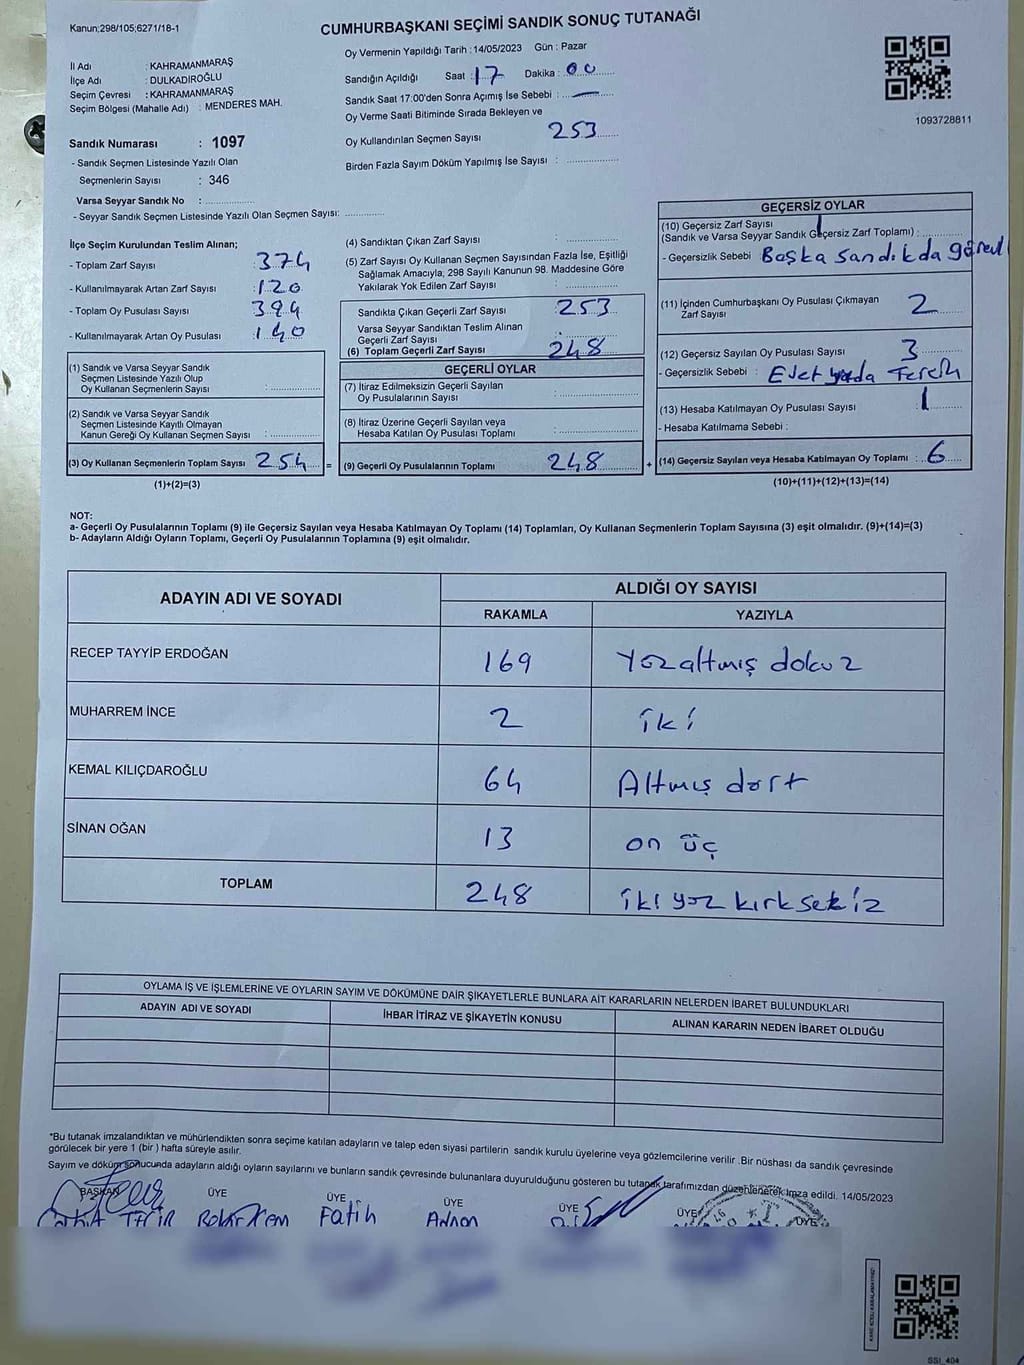 Kanun;298/105;6271/18-1
CUMHURBAŞKANI SEÇİMİ SANDIK SONUÇ TUTANAĞI
İl Adı : KAHRAMANMARAŞ
İlçe Adı : DULKADİROĞLU
Seçim Çevresi : KAHRAMANMARAŞ
Seçim Bölgesi (Mahalle Adı) : MENDERES MAH.
Oy Vermenin Yapıldığı Tarih : 14/05/2023 Gün : Pazar
Sandığın Açıldığı Saat : 17 Dakika : 00
Sandık Saat 17:00'den Sonra Açımış İse Sebebi : —
Oy Verme Saati Bitiminde Sırada Bekleyen ve
Oy Kullandırılan Seçmen Sayısı 253
Birden Fazla Sayım Döküm Yapılmış İse Sayısı :
1093728811
Sandık Numarası : 1097
- Sandık Seçmen Listesinde Yazılı Olan
Seçmenlerin Sayısı : 346
Varsa Seyyar Sandık No :
- Seyyar Sandık Seçmen Listesinde Yazılı Olan Seçmen Sayısı:
İlçe Seçim Kurulundan Teslim Alınan;
- Toplam Zarf Sayısı 374
- Kullanılmayarak Artan Zarf Sayısı : 120
- Toplam Oy Pusulası Sayısı 394
- Kullanılmayarak Artan Oy Pusulası : 140
(1) Sandık ve Varsa Seyyar Sandık
Seçmen Listesinde Yazılı Olup
Oy Kullanan Seçmenlerin Sayısı :
(2) Sandık ve Varsa Seyyar Sandık
Seçmen Listesinde Kayıtlı Olmayan
Kanun Gereği Oy Kullanan Seçmen Sayısı :
(3) Oy Kullanan Seçmenlerin Toplam Sayısı 254
(1)+(2)=(3)
=
(4) Sandıktan Çıkan Zarf Sayısı :
(5) Zarf Sayısı Oy Kullanan Seçmen Sayısından Fazla İse, Eşitliği
Sağlamak Amacıyla; 298 Sayılı Kanunun 98. Maddesine Göre
Yakılarak Yok Edilen Zarf Sayısı :
Sandıkta Çıkan Geçerli Zarf Sayısı : 253
Varsa Seyyar Sandıktan Teslim Alınan
Geçerli Zarf Sayısı :
(6) Toplam Geçerli Zarf Sayısı 248
GEÇERLİ OYLAR
(7) İtiraz Edilmeksizin Geçerli Sayılan
Oy Pusulalarının Sayısı :
(8) İtiraz Üzerine Geçerli Sayılan veya
Hesaba Katılan Oy Pusulası Toplamı :
(9) Geçerli Oy Pusulalarının Toplamı 248
+
GEÇERSİZ OYLAR
(10) Geçersiz Zarf Sayısı 1
(Sandık ve Varsa Seyyar Sandık Geçersiz Zarf Toplamı) :
- Geçersizlik Sebebi Başka sandıkda görevli
(11) İçinden Cumhurbaşkanı Oy Pusulası Çıkmayan
Zarf Sayısı 2
(12) Geçersiz Sayılan Oy Pusulası Sayısı 3
- Geçersizlik Sebebi : Evet yada Tercih
(13) Hesaba Katılmayan Oy Pusulası Sayısı : 1
- Hesaba Katılmama Sebebi :
(14) Geçersiz Sayılan veya Hesaba Katılmayan Oy Toplamı : 6
(10)+(11)+(12)+(13)=(14)
NOT:
a- Geçerli Oy Pusulalarının Toplamı (9) ile Geçersiz Sayılan veya Hesaba Katılmayan Oy Toplamı (14) Toplamları, Oy Kullanan Seçmenlerin Toplam Sayısına (3) eşit olmalıdır. (9)+(14)=(3)
b- Adayların Aldığı Oyların Toplamı, Geçerli Oy Pusulalarının Toplamına (9) eşit olmalıdır.
ADAYIN ADI VE SOYADI ALDIĞI OY SAYISI
RAKAMLA YAZIYLA
RECEP TAYYİP ERDOĞAN 169 Yüzaltmış dokuz
MUHARREM İNCE 2 iki
KEMAL KILIÇDAROĞLU 64 Altmış dört
SİNAN OĞAN 13 on üç
TOPLAM 248 iki yüz kırksekiz
OYLAMA İŞ VE İŞLEMLERİNE VE OYLARIN SAYIM VE DÖKÜMÜNE DAİR ŞİKAYETLERLE BUNLARA AİT KARARLARIN NELERDEN İBARET BULUNDUKLARI
ADAYIN ADI VE SOYADI İHBAR İTİRAZ VE ŞİKAYETİN KONUSU ALINAN KARARIN NEDEN İBARET OLDUĞU
*Bu tutanak imzalandıktan ve mühürlendikten sonra seçime katılan adayların ve talep eden siyasi partilerin sandık kurulu üyelerine veya gözlemcilerine verilir .Bir nüshası da sandık çevresinde
görülecek bir yere 1 (bir ) hafta süreyle asılır.
Sayım ve döküm sonucunda adayların aldığı oyların sayılarını ve bunların sandık çevresinde bulunanlara duyurulduğunu gösteren bu tutanak tarafımızdan düzenlenerek imza edildi. 14/05/2023
BAŞKAN ÜYE ÜYE ÜYE ÜYE ÜYE ÜYE
Fatih Adnan
KARE KODU KARALAMAYINIZ!
SSI_404